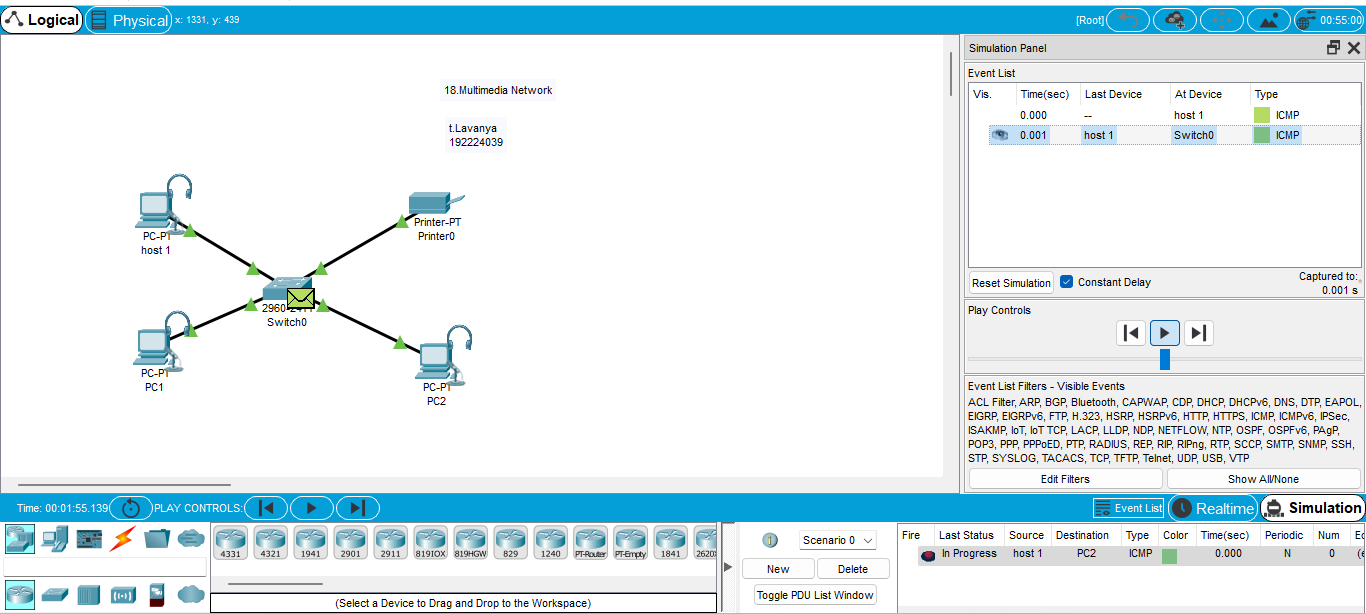 Logical
Physical
x: 1331, y: 439
[Root]
00:55:00
18.Multimedia Network
t.Lavanya
192224039
PC-PT
host 1
Printer-PT
Printer0
Switch0
PC-PT
PC1
PC-PT
PC2
Simulation Panel
Event List
Vis. Time(sec) Last Device At Device Type
0.000 -- host 1 ICMP
0.001 host 1 Switch0 ICMP
Reset Simulation
Constant Delay
Captured to:
0.001 s
Play Controls
Event List Filters - Visible Events
ACL Filter, ARP, BGP, Bluetooth, CAPWAP, CDP, DHCP, DHCPv6, DNS, DTP, EAPOL,
EIGRP, EIGRPv6, FTP, H.323, HSRP, HSRPv6, HTTP, HTTPS, ICMP, ICMPv6, IPSec,
ISAKMP, IoT, IoT TCP, LACP, LLDP, NDP, NETFLOW, NTP, OSPF, OSPFv6, PAgP,
POP3, PPP, PPPoED, PTP, RADIUS, REP, RIP, RIPng, RTP, SCCP, SMTP, SNMP, SSH,
STP, SYSLOG, TACACS, TCP, TFTP, Telnet, UDP, USB, VTP
Edit Filters
Show All/None
Time: 00:01:55.139
PLAY CONTROLS:
Event List
Realtime
Simulation
4331 4321 1941 2901 2911 819IOX 819HGW 829 1240 PT-Router PT-Empty 1841 2620X
(Select a Device to Drag and Drop to the Workspace)
Scenario 0
New
Delete
Toggle PDU List Window
Fire Last Status Source Destination Type Color Time(sec) Periodic Num Ed
In Progress host 1 PC2 ICMP 0.000 N 0 (e